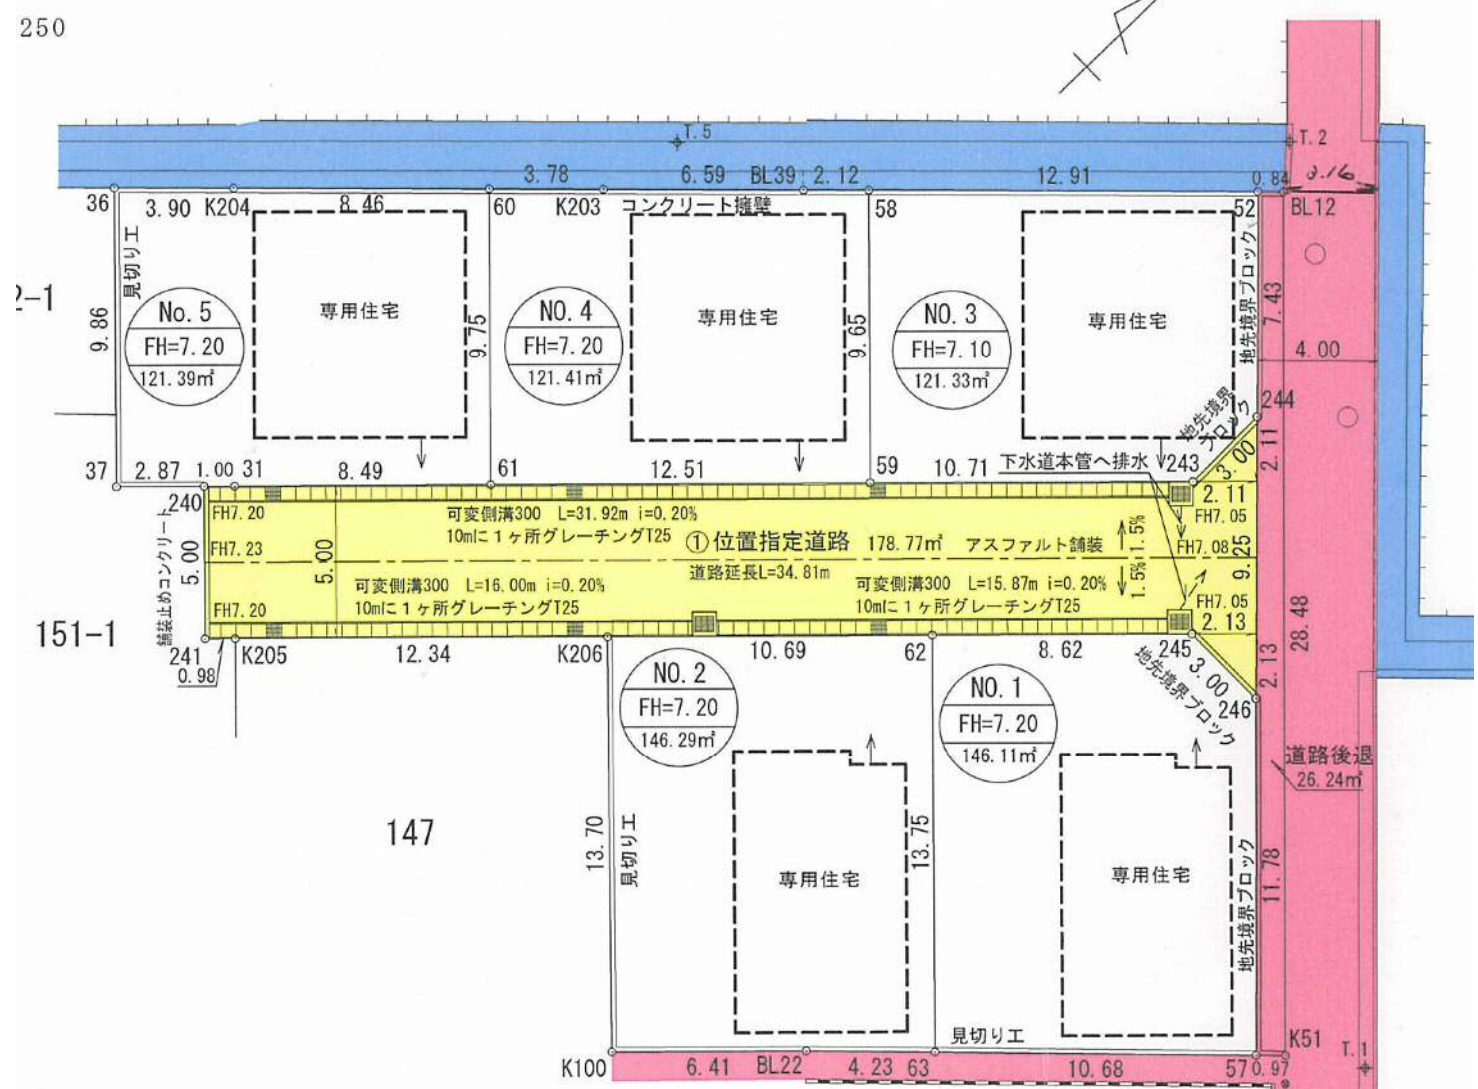 250
T.5
T.2
3.78
6.59
BL39
2.12
12.91
0.84
3.16
36
3.90
K204
8.46
60
K203
コンクリート擁壁
58
52
BL12
見切り工
地先境界ブロック
7.43
2-1
9.86
No.5
FH=7.20
121.39㎡
専用住宅
9.75
NO.4
FH=7.20
121.41㎡
専用住宅
9.65
NO.3
FH=7.10
121.33㎡
専用住宅
4.00
地先境界
ブロック
244
2.11
3.00
37
2.87
1.00
31
8.49
61
12.51
59
10.71
下水道本管へ排水
243
240
2.11
FH7.20
可変側溝300 L=31.92m i=0.20%
10mに1ヶ所グレーチングT25
FH7.05
舗装止めコンクリート
5.00
FH7.23
5.00
①位置指定道路 178.77㎡ アスファルト舗装
1.5%
FH7.08
9.25
道路延長L=34.81m
1.5%
可変側溝300 L=16.00m i=0.20%
10mに1ヶ所グレーチングT25
可変側溝300 L=15.87m i=0.20%
10mに1ヶ所グレーチングT25
FH7.20
FH7.05
2.13
28.48
151-1
241
0.98
K205
12.34
K206
10.69
62
8.62
245
3.00
2.13
地先境界ブロック
246
NO.2
FH=7.20
146.29㎡
NO.1
FH=7.20
146.11㎡
道路後退
26.24㎡
147
13.70
見切り工
専用住宅
13.75
専用住宅
地先境界ブロック
11.78
見切り工
K51
T.1
K100
6.41
BL22
4.23
63
10.68
57
0.97